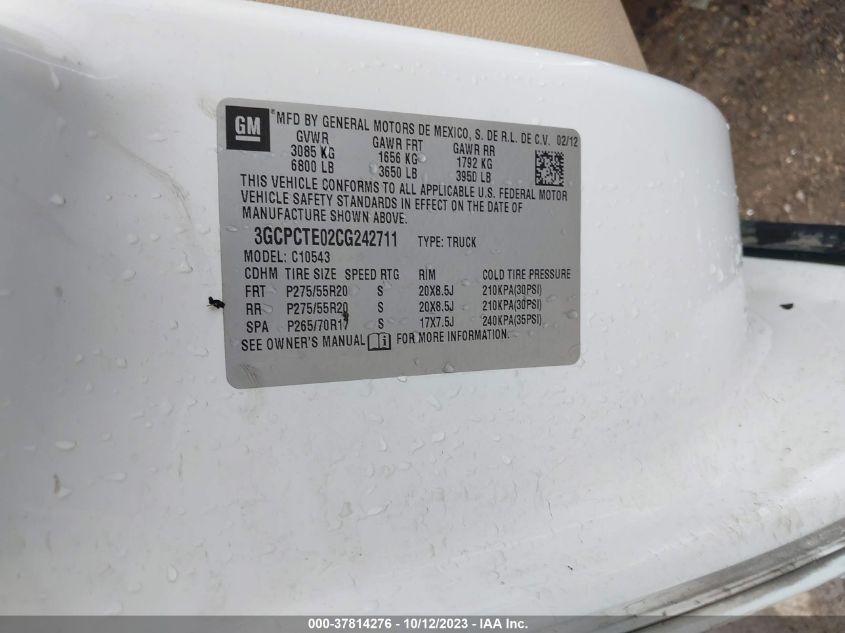 GM
®MFD BY GENERAL MOTORS DE MEXICO, S. DE R.L. DE C.V. 02/12
GVWR GAWR FRT GAWR RR
3085 KG 1656 KG 1792 KG
6800 LB 3650 LB 3950 LB
THIS VEHICLE CONFORMS TO ALL APPLICABLE U.S. FEDERAL MOTOR
VEHICLE SAFETY STANDARDS IN EFFECT ON THE DATE OF
MANUFACTURE SHOWN ABOVE.
3GCPCTE02CG242711 TYPE: TRUCK
MODEL: C10543
CDHM TIRE SIZE SPEED RTG RIM COLD TIRE PRESSURE
FRT P275/55R20 S 20X8.5J 210KPA(30PSI)
RR P275/55R20 S 20X8.5J 210KPA(30PSI)
SPA P265/70R17 S 17X7.5J 240KPA(35PSI)
SEE OWNER'S MANUAL i FOR MORE INFORMATION.
000-37814276 - 10/12/2023 - IAA Inc.